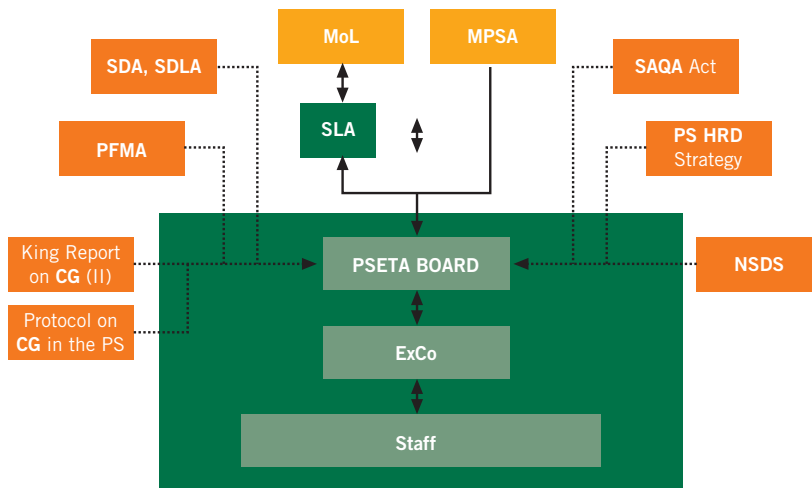 MoL
MPSA
SDA, SDLA
SAQA Act
SLA
PFMA
PS HRD
Strategy
King Report
on CG (II)
PSETA BOARD
NSDS
Protocol on
CG in the PS
ExCo
Staff